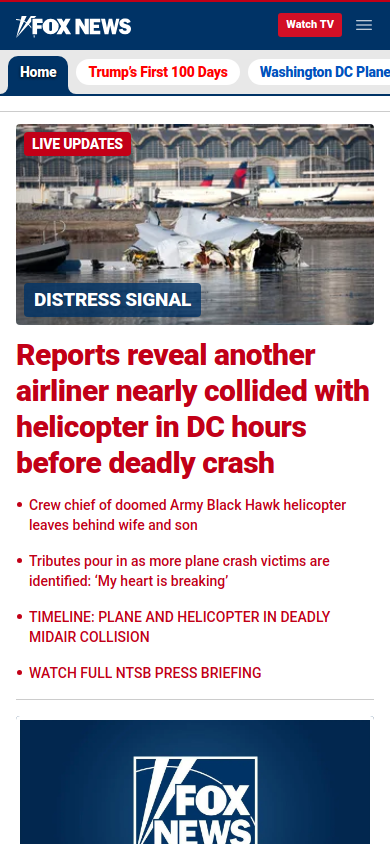 FOX NEWS
Watch TV
Home
Trump's First 100 Days
Washington DC Plane
LIVE UPDATES
DISTRESS SIGNAL
Reports reveal another
airliner nearly collided with
helicopter in DC hours
before deadly crash
• Crew chief of doomed Army Black Hawk helicopter
leaves behind wife and son
• Tributes pour in as more plane crash victims are
identified: ‘My heart is breaking’
• TIMELINE: PLANE AND HELICOPTER IN DEADLY
MIDAIR COLLISION
• WATCH FULL NTSB PRESS BRIEFING
FOX
NEWS